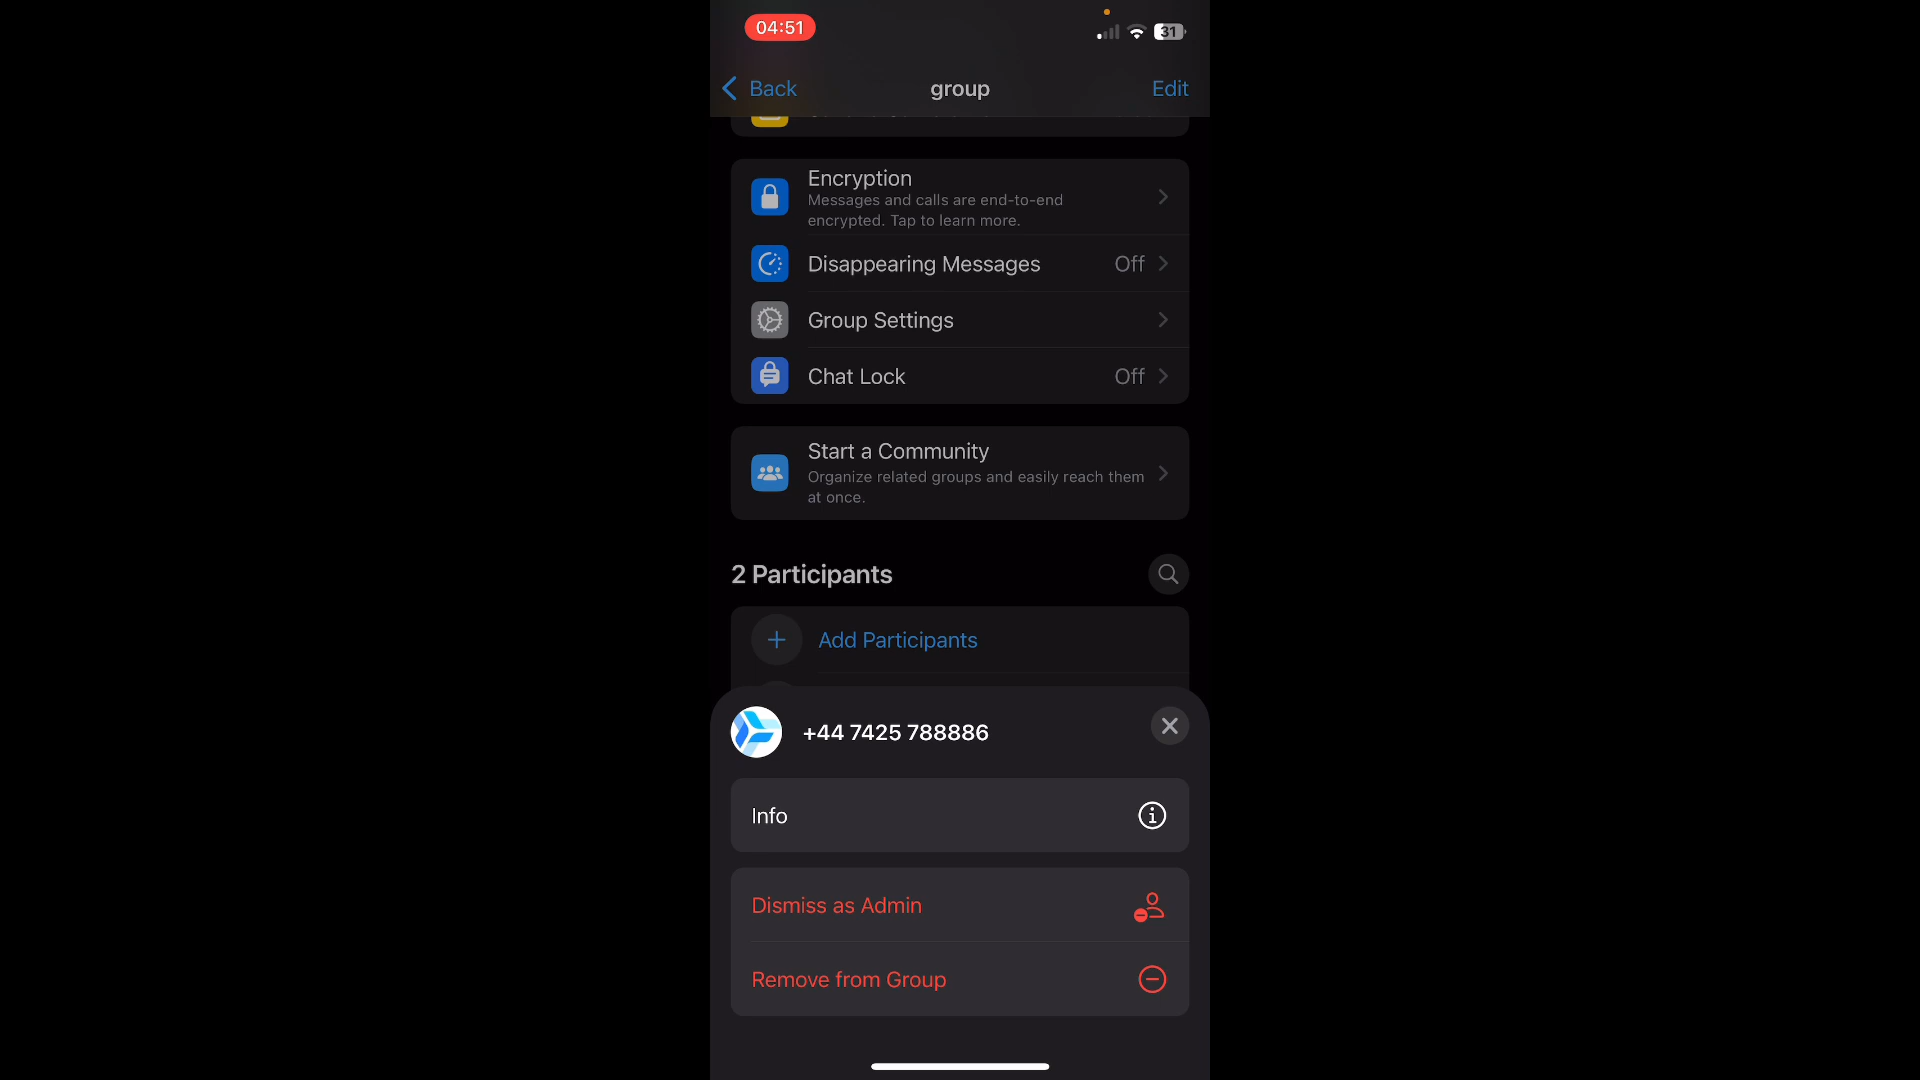 04:51
31
Back
group
Edit
Encryption
Messages and calls are end-to-end
encrypted. Tap to learn more.
Disappearing Messages
Off
Group Settings
Chat Lock
Off
Start a Community
Organize related groups and easily reach them
at once.
2 Participants
Add Participants
+44 7425 788886
Info
Dismiss as Admin
Remove from Group